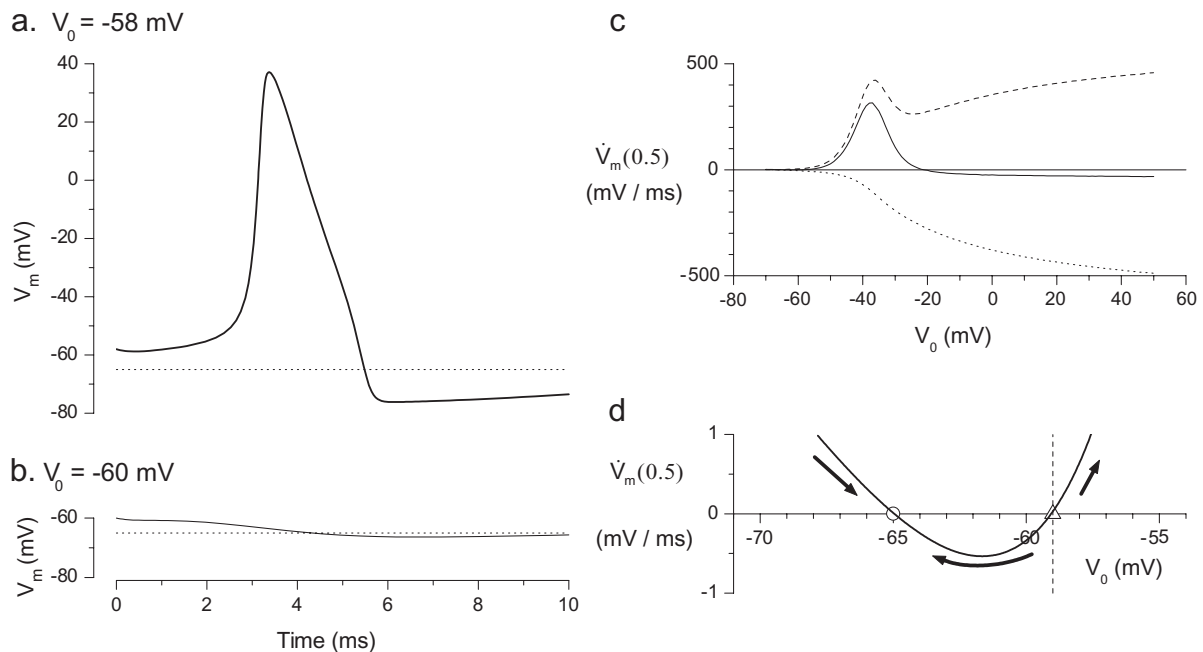 a. V0 = -58 mV
40
20
0
-20
-40
-60
-80
Vm (mV)
b. V0 = -60 mV
-60
-80
Vm (mV)
0
2
4
6
8
10
Time (ms)
c
500
0
-500
V̇m(0.5)
(mV / ms)
-80
-60
-40
-20
0
20
40
60
V0 (mV)
d
1
0
-1
V̇m(0.5)
(mV / ms)
-70
-65
-60
-55
V0 (mV)